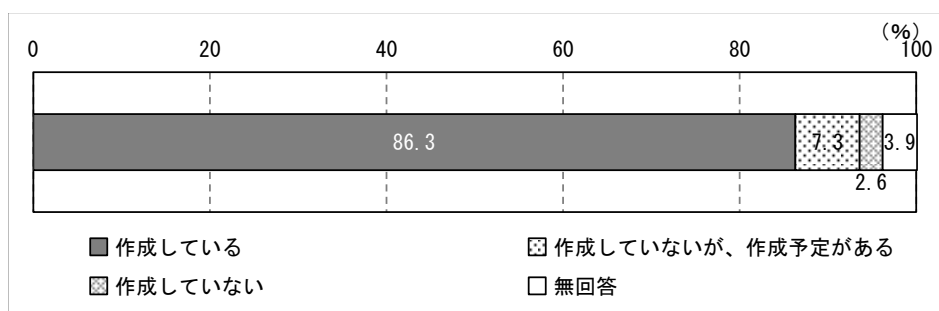 (%)
0 20 40 60 80 100
86.3 7.3 3.9
2.6
作成している 作成していないが、作成予定がある
作成していない 無回答